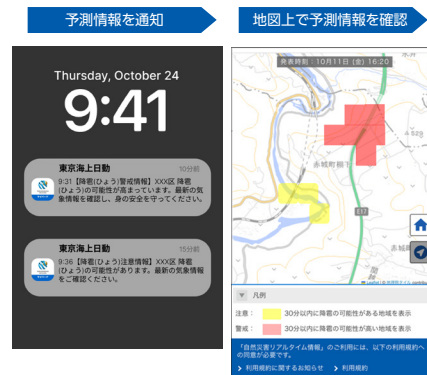 予測情報を通知
地図上で予測情報を確認
Thursday, October 24
9:41
東京海上日動
10分前
9:31【降雹(ひょう)警戒情報】XXX区 降雹
(ひょう)の可能性が高まっています。最新の気
象情報を確認し、身の安全を守ってください。
東京海上日動
15分前
9:36【降雹(ひょう)注意情報】XXX区 降雹
(ひょう)の可能性があります。最新の気象情報
をご確認ください。
発表時刻：10月11日 (金) 16:20
赤城町棚下
E17
凡例
注意：
30分以内に降雹の可能性がある地域を表示
警戒：
30分以内に降雹の可能性が高い地域を表示
「自然災害リアルタイム情報」のご利用には、以下の利用規約へ
の同意が必要です。
利用規約に関するお知らせ
利用規約